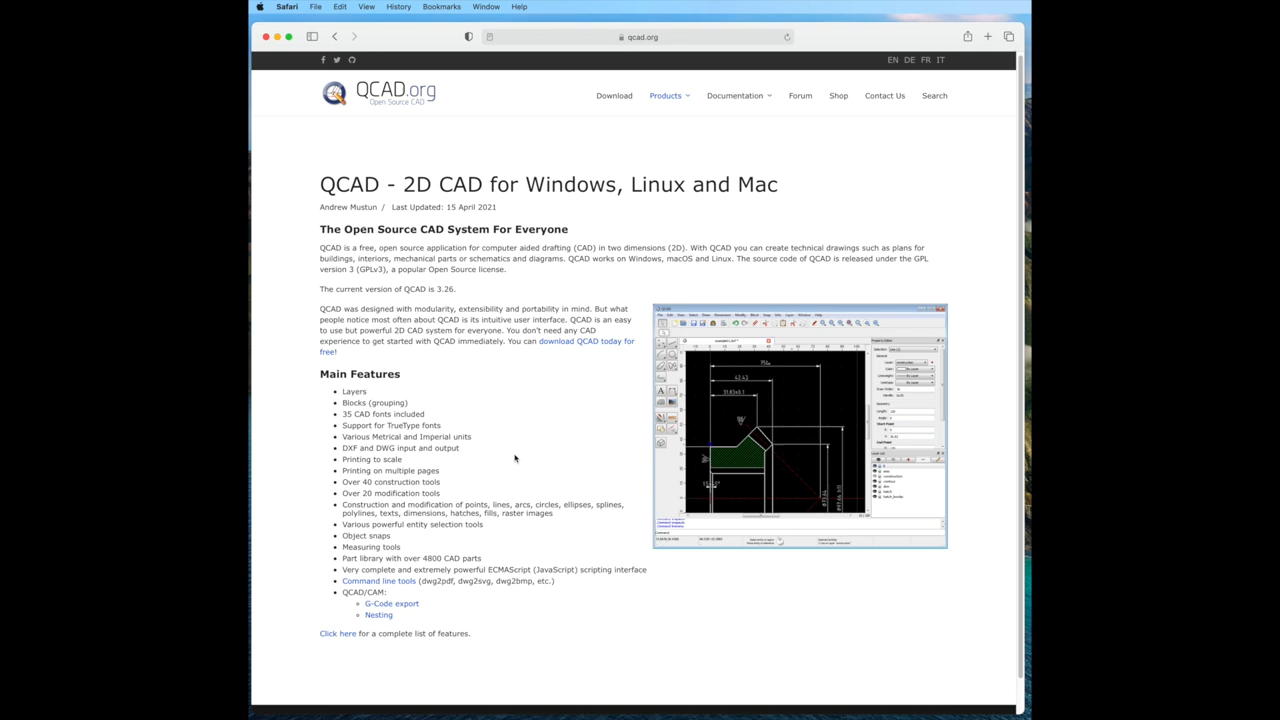 Safari File Edit View History Bookmarks Window Help
qcad.org
EN DE FR IT
QCAD.org
Open Source CAD
Download Products Documentation Forum Shop Contact Us Search
QCAD - 2D CAD for Windows, Linux and Mac
Andrew Mustun / Last Updated: 15 April 2021
The Open Source CAD System For Everyone
QCAD is a free, open source application for computer aided drafting (CAD) in two dimensions (2D). With QCAD you can create technical drawings such as plans for
buildings, interiors, mechanical parts or schematics and diagrams. QCAD works on Windows, macOS and Linux. The source code of QCAD is released under the GPL
version 3 (GPLv3), a popular Open Source license.
The current version of QCAD is 3.26.
QCAD was designed with modularity, extensibility and portability in mind. But what
people notice most often about QCAD is its intuitive user interface. QCAD is an easy
to use but powerful 2D CAD system for everyone. You don't need any CAD
experience to get started with QCAD immediately. You can download QCAD today for
free!
Main Features
Layers
Blocks (grouping)
35 CAD fonts included
Support for TrueType fonts
Various Metrical and Imperial units
DXF and DWG input and output
Printing to scale
Printing on multiple pages
Over 40 construction tools
Over 20 modification tools
Construction and modification of points, lines, arcs, circles, ellipses, splines,
polylines, texts, dimensions, hatches, fills, raster images
Various powerful entity selection tools
Object snaps
Measuring tools
Part library with over 4800 CAD parts
Very complete and extremely powerful ECMAScript (JavaScript) scripting interface
Command line tools (dwg2pdf, dwg2svg, dwg2bmp, etc.)
QCAD/CAM:
G-Code export
Nesting
Click here for a complete list of features.
42.43